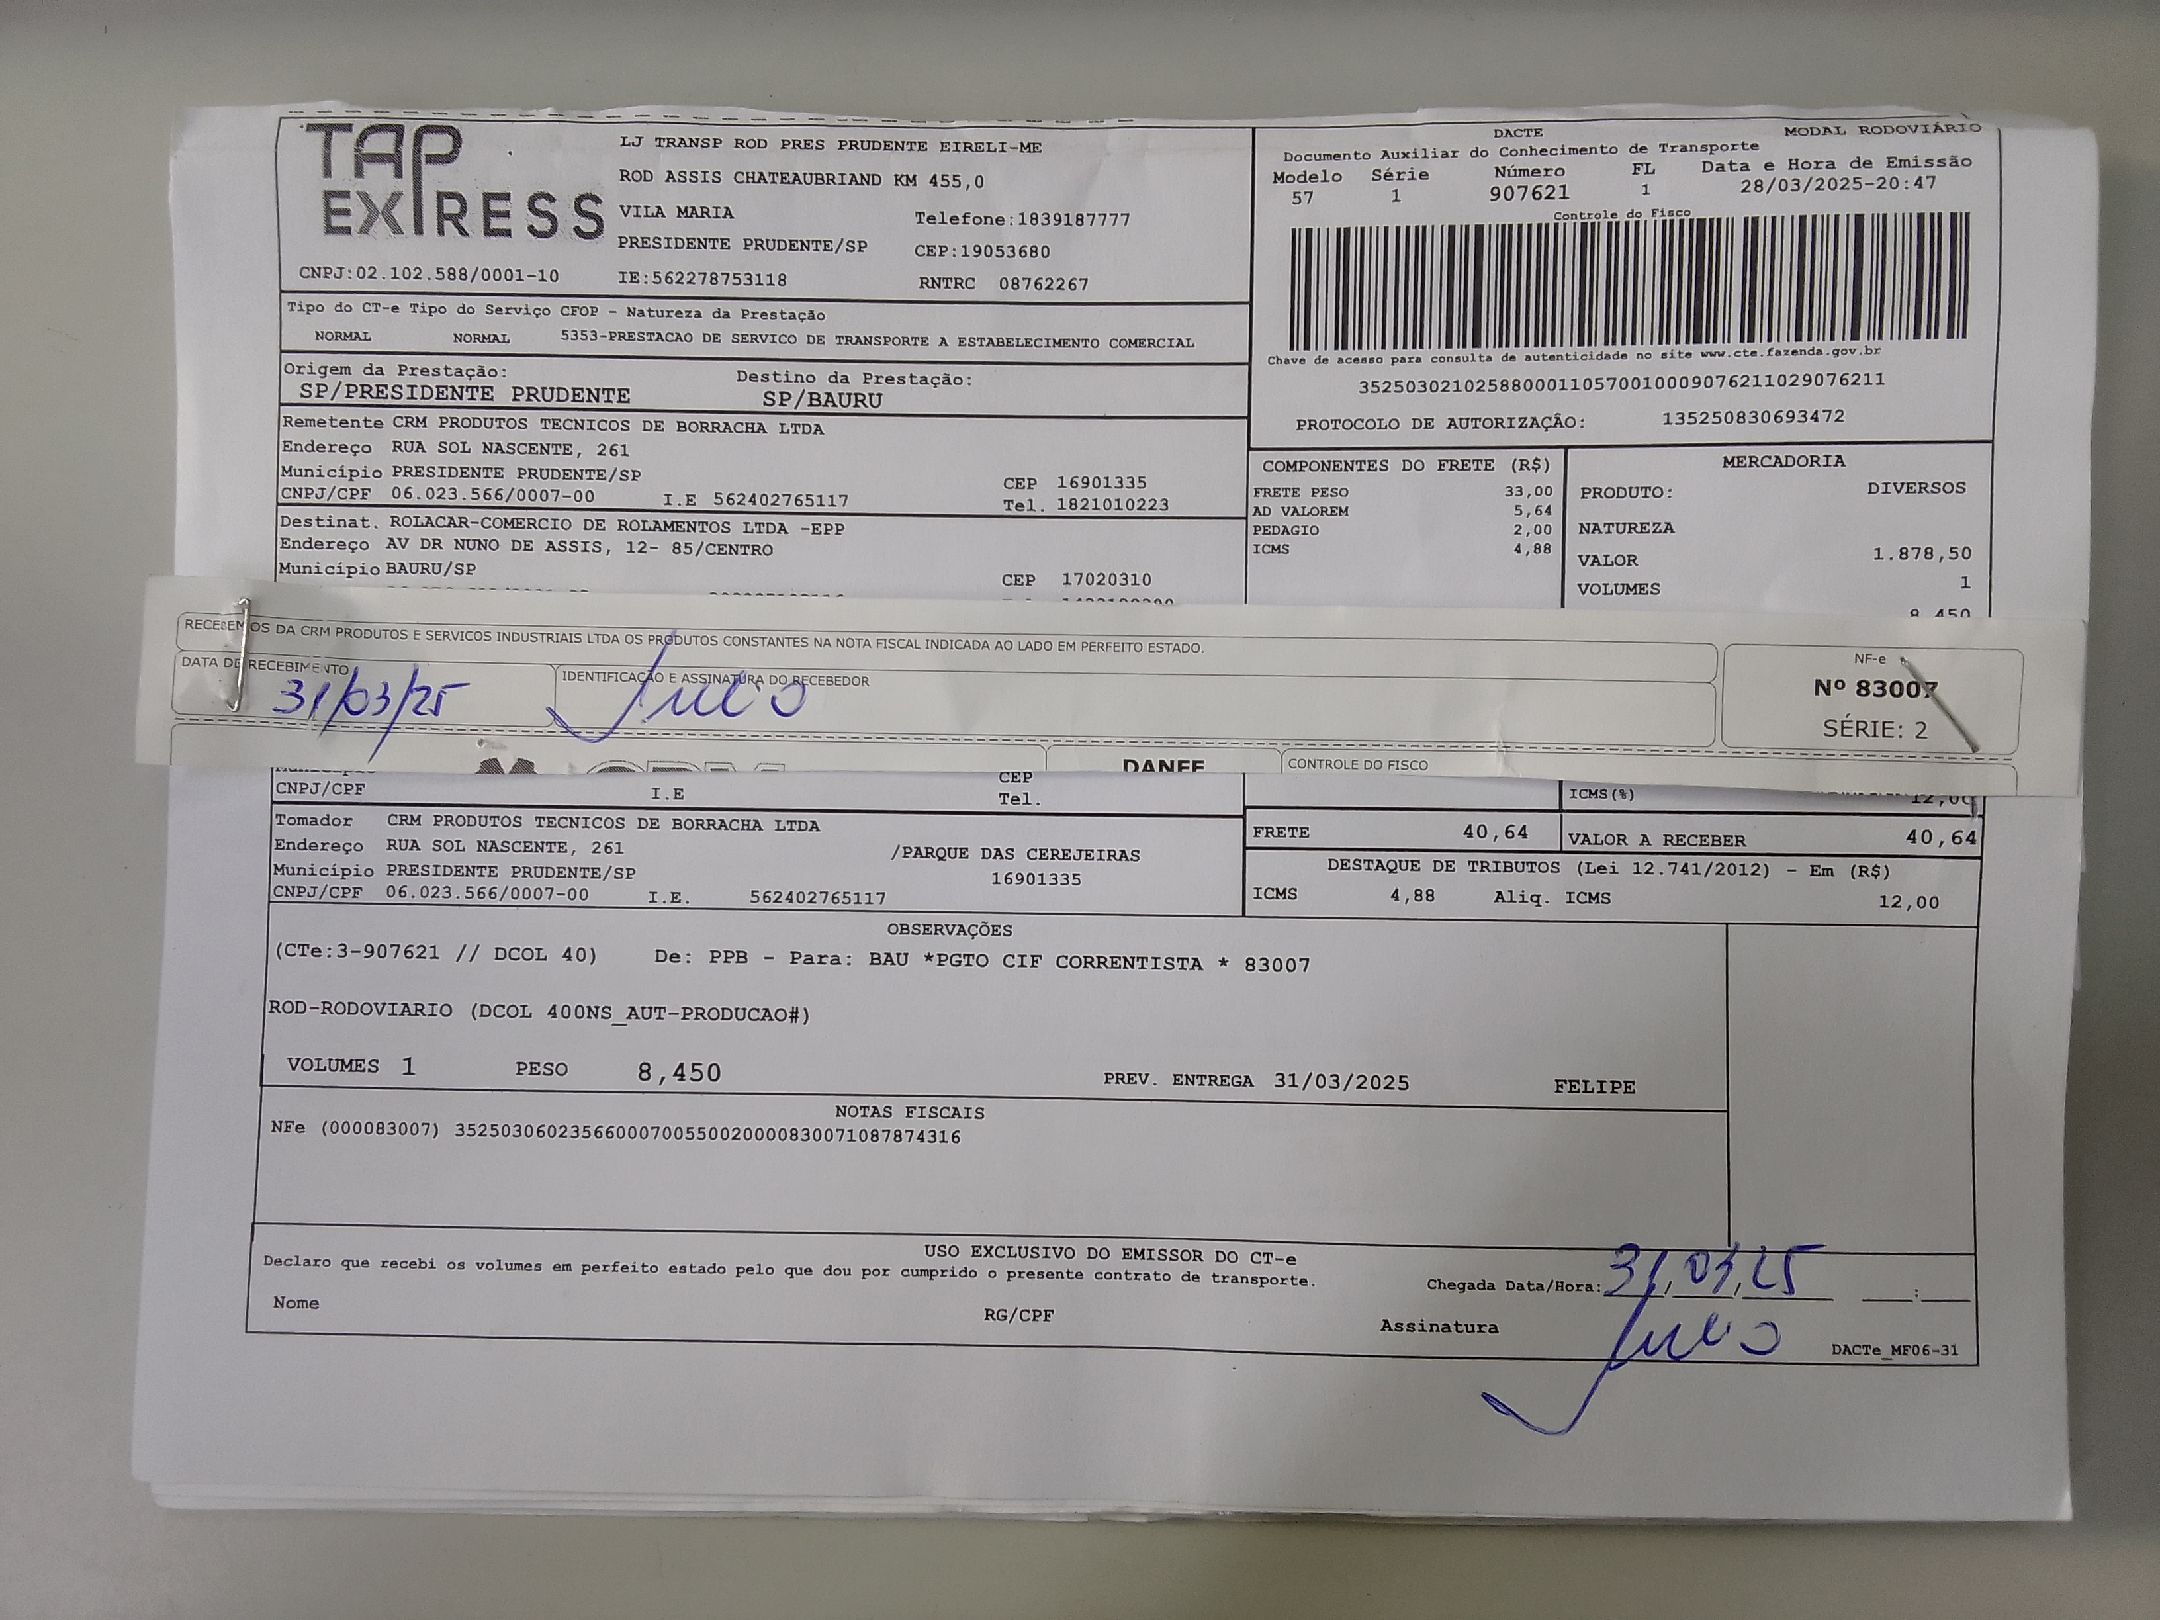 TAP
EXPRESS
LJ TRANSP ROD PRES PRUDENTE EIRELI-ME
ROD ASSIS CHATEAUBRIAND KM 455,0
VILA MARIA Telefone:1839187777
PRESIDENTE PRUDENTE/SP CEP:19053680
CNPJ:02.102.588/0001-10 IE:562278753118 RNTRC 08762267
DACTE MODAL RODOVIÁRIO
Documento Auxiliar do Conhecimento de Transporte
Modelo Série Número FL Data e Hora de Emissão
57 1 907621 1 28/03/2025-20:47
Controle do Fisco
Chave de acesso para consulta de autenticidade no site www.cte.fazenda.gov.br
35250302102588000110570010009076211029076211
PROTOCOLO DE AUTORIZAÇÃO: 135250830693472
Tipo do CT-e Tipo do Serviço CFOP - Natureza da Prestação
NORMAL NORMAL 5353-PRESTACAO DE SERVICO DE TRANSPORTE A ESTABELECIMENTO COMERCIAL
Origem da Prestação: Destino da Prestação:
SP/PRESIDENTE PRUDENTE SP/BAURU
Remetente CRM PRODUTOS TECNICOS DE BORRACHA LTDA
Endereço RUA SOL NASCENTE, 261
Município PRESIDENTE PRUDENTE/SP CEP 16901335
CNPJ/CPF 06.023.566/0007-00 I.E 562402765117 Tel. 1821010223
Destinat. ROLACAR-COMERCIO DE ROLAMENTOS LTDA -EPP
Endereço AV DR NUNO DE ASSIS, 12- 85/CENTRO
Município BAURU/SP CEP 17020310
COMPONENTES DO FRETE (R$)
FRETE PESO 33,00
AD VALOREM 5,64
PEDAGIO 2,00
ICMS 4,88
MERCADORIA
PRODUTO: DIVERSOS
NATUREZA
VALOR 1.878,50
VOLUMES 1
8,450
RECEBEMOS DA CRM PRODUTOS E SERVICOS INDUSTRIAIS LTDA OS PRODUTOS CONSTANTES NA NOTA FISCAL INDICADA AO LADO EM PERFEITO ESTADO.
DATA DE RECEBIMENTO IDENTIFICAÇÃO E ASSINATURA DO RECEBEDOR
31/03/25 Julio
NF-e
Nº 83007
SÉRIE: 2
DANFE CONTROLE DO FISCO
CEP
CNPJ/CPF I.E Tel.
ICMS(%) 12,00
Tomador CRM PRODUTOS TECNICOS DE BORRACHA LTDA
Endereço RUA SOL NASCENTE, 261 /PARQUE DAS CEREJEIRAS
Município PRESIDENTE PRUDENTE/SP 16901335
CNPJ/CPF 06.023.566/0007-00 I.E. 562402765117
FRETE 40,64 VALOR A RECEBER 40,64
DESTAQUE DE TRIBUTOS (Lei 12.741/2012) - Em (R$)
ICMS 4,88 Aliq. ICMS 12,00
OBSERVAÇÕES
(CTe:3-907621 // DCOL 40) De: PPB - Para: BAU *PGTO CIF CORRENTISTA * 83007
ROD-RODOVIARIO (DCOL 400NS_AUT-PRODUCAO#)
VOLUMES 1 PESO 8,450 PREV. ENTREGA 31/03/2025 FELIPE
NOTAS FISCAIS
NFe (000083007) 35250306023566000700550020000830071087874316
USO EXCLUSIVO DO EMISSOR DO CT-e
Declaro que recebi os volumes em perfeito estado pelo que dou por cumprido o presente contrato de transporte.
Chegada Data/Hora: 31,03,25 :
Nome RG/CPF Assinatura Julio
DACTe_MF06-31